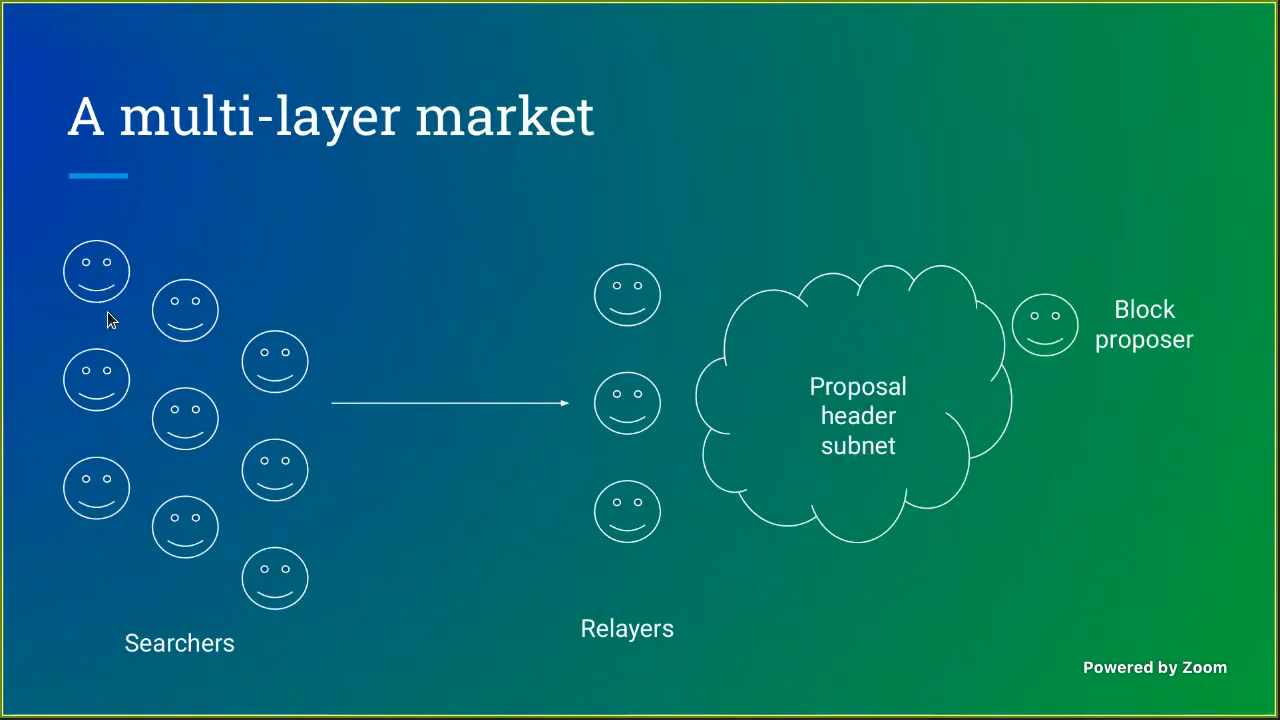 A multi-layer market
Block
proposer
Proposal
header
subnet
Relayers
Searchers
Powered by Zoom